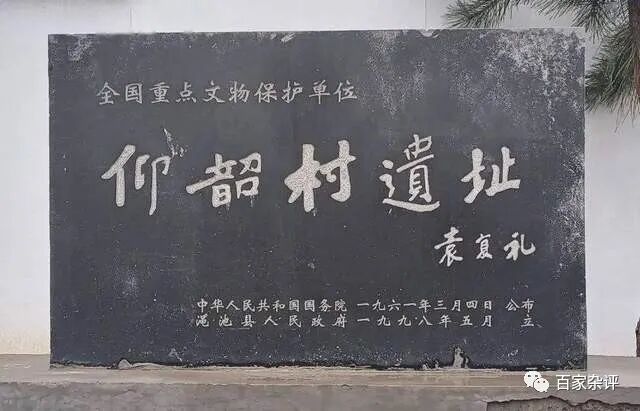 全国重点文物保护单位
仰韶村遺址
袁复礼
中华人民共和国国务院 一九六一年三月四日 公布
渑池县人民政府 一九九八年五月 立
百家杂评